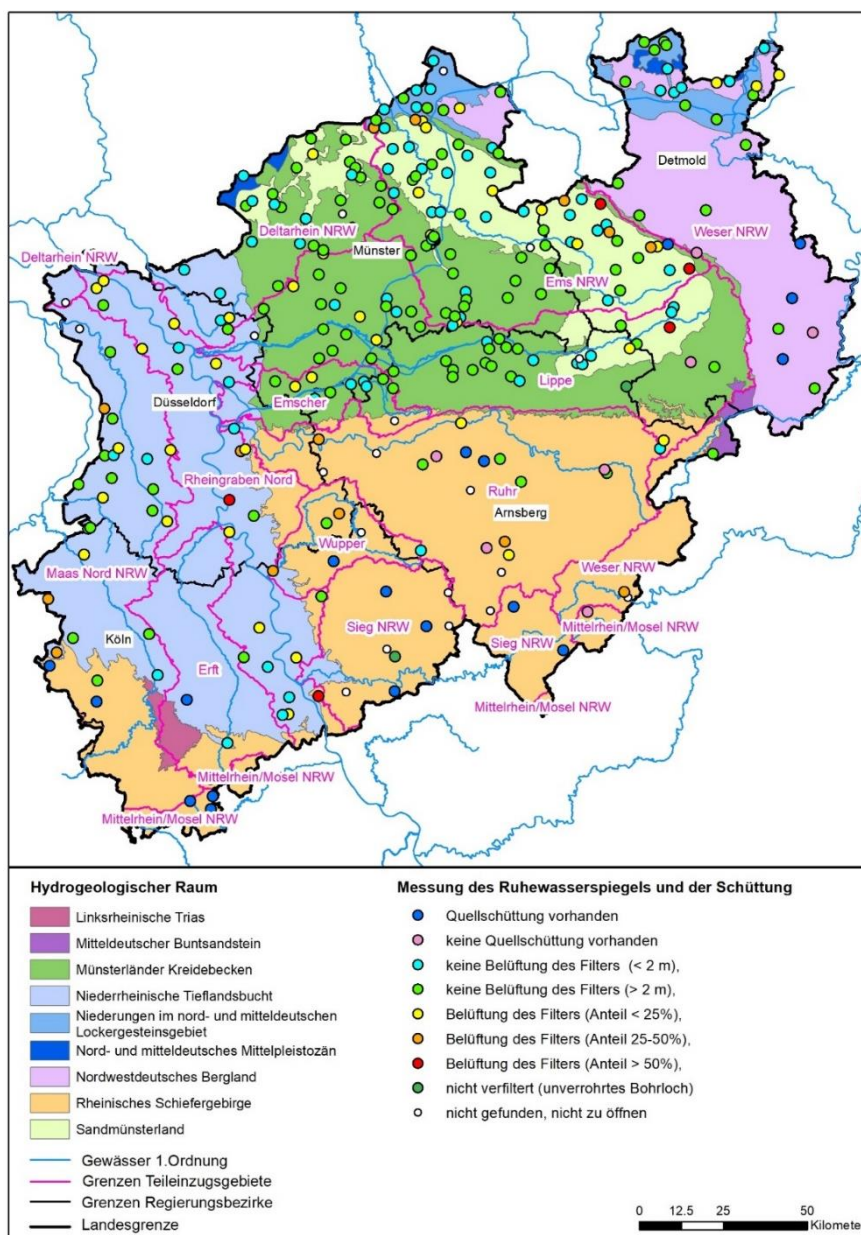 Detmold
Weser NRW
Deltarhein NRW
Münster
Deltarhein NRW
Ems NRW
Lippe
Düsseldorf
Emscher
Rheingraben Nord
Ruhr
Arnsberg
Wupper
Maas Nord NRW
Weser NRW
Köln
Sieg NRW
Mittelrhein/Mosel NRW
Sieg NRW
Erft
Mittelrhein/Mosel NRW
Mittelrhein/Mosel NRW
Mittelrhein/Mosel NRW
Hydrogeologischer Raum
Linksrheinische Trias
Mitteldeutscher Buntsandstein
Münsterländer Kreidebecken
Niederrheinische Tieflandsbucht
Niederungen im nord- und mitteldeutschen
Lockergesteinsgebiet
Nord- und mitteldeutsches Mittelpleistozän
Nordwestdeutsches Bergland
Rheinisches Schiefergebirge
Sandmünsterland
Gewässer 1.Ordnung
Grenzen Teileinzugsgebiete
Grenzen Regierungsbezirke
Landesgrenze
Messung des Ruhewasserspiegels und der Schüttung
Quellschüttung vorhanden
keine Quellschüttung vorhanden
keine Belüftung des Filters (< 2 m),
keine Belüftung des Filters (> 2 m),
Belüftung des Filters (Anteil < 25%),
Belüftung des Filters (Anteil 25-50%),
Belüftung des Filters (Anteil > 50%),
nicht verfiltert (unverrohrtes Bohrloch)
nicht gefunden, nicht zu öffnen
0 12.5 25 50
Kilomete